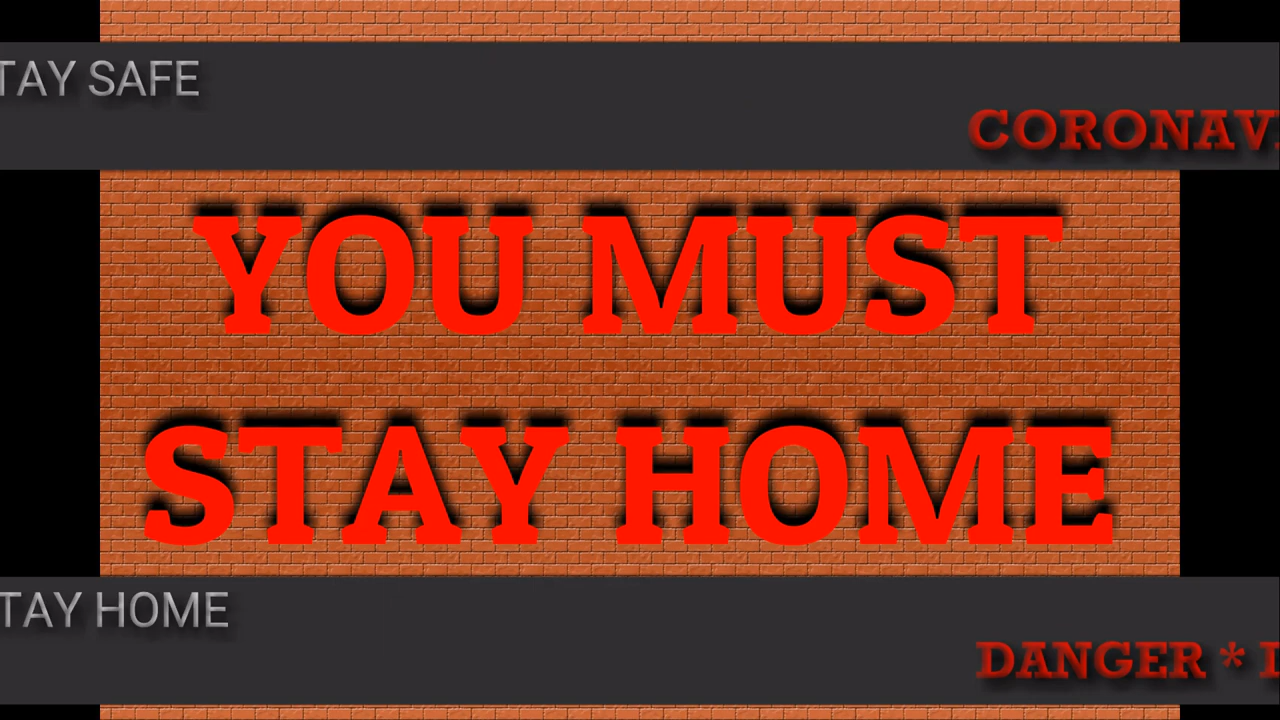 TAY SAFE
CORONAV
YOU MUST
STAY HOME
TAY HOME
DANGER *